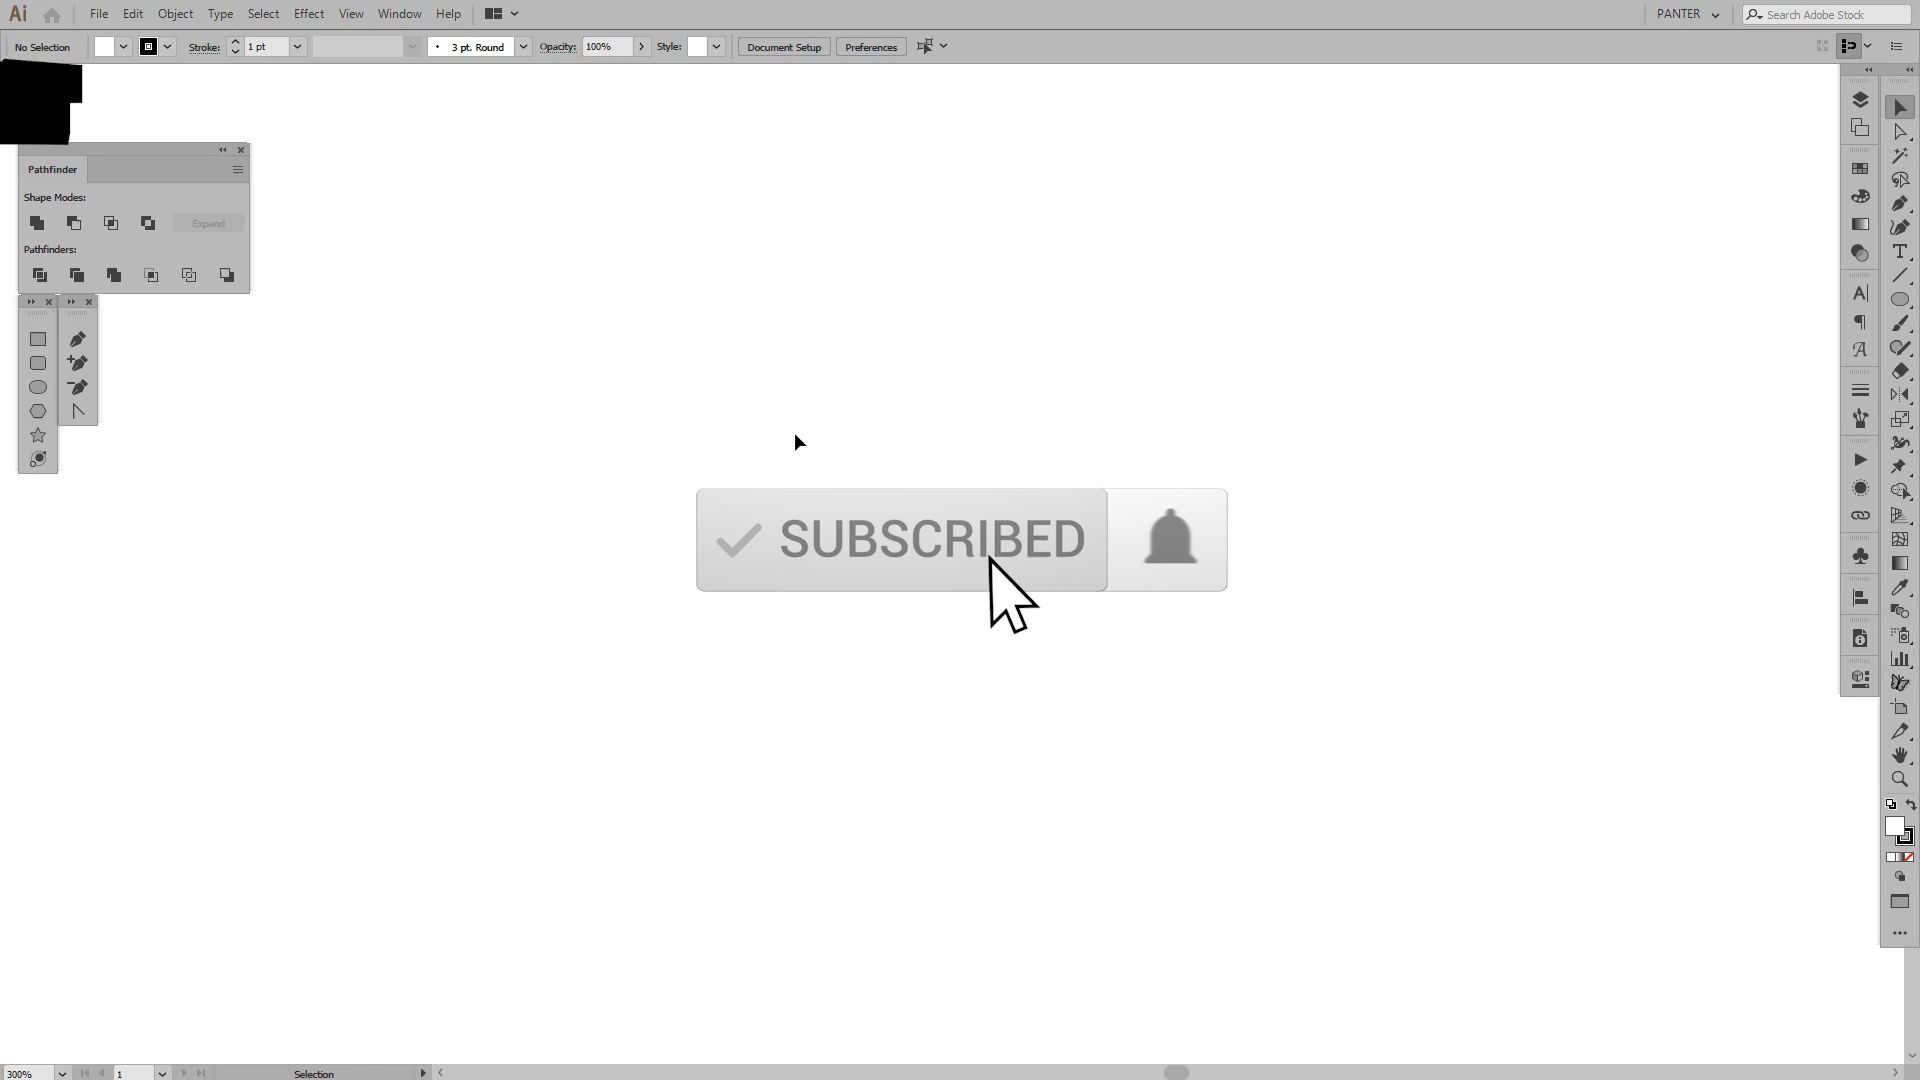 Ai File Edit Object Type Select Effect View Window Help PANTER Search Adobe Stock
No Selection Stroke: 1 pt 3 pt. Round Opacity: 100% Style: Document Setup Preferences
Pathfinder
Shape Modes:
Expand
Pathfinders:
SUBSCRIBED
300% 1 Selection